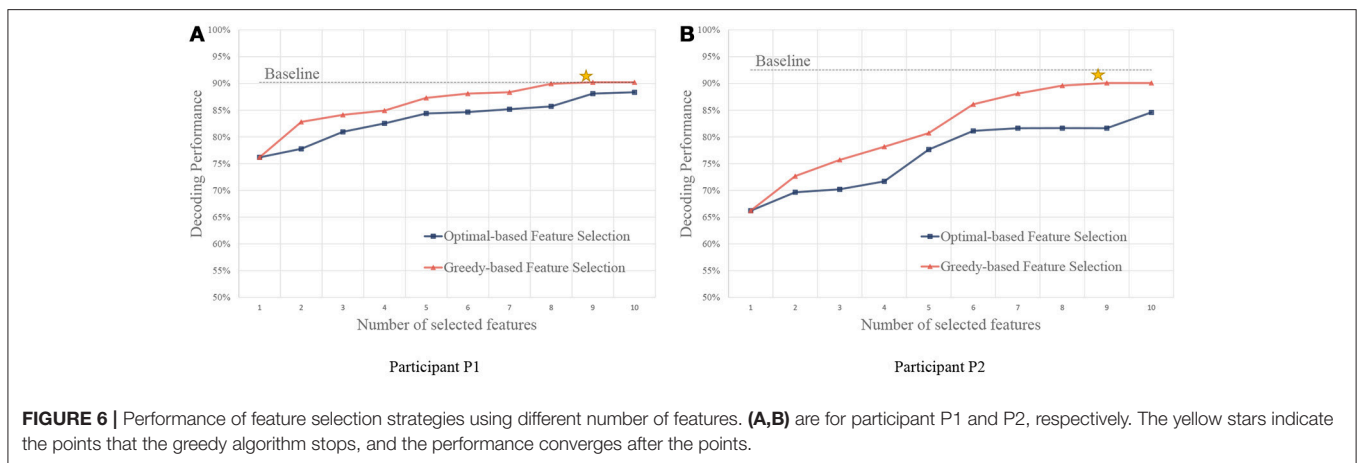 A
100%
95%
90%
85%
80%
75%
70%
65%
60%
55%
50%
Decoding Performance
Baseline
Optimal-based Feature Selection
Greedy-based Feature Selection
1 2 3 4 5 6 7 8 9 10
Number of selected features
Participant P1
B
100%
95%
90%
85%
80%
75%
70%
65%
60%
55%
50%
Decoding Performance
Baseline
Optimal-based Feature Selection
Greedy-based Feature Selection
1 2 3 4 5 6 7 8 9 10
Number of selected features
Participant P2
FIGURE 6 | Performance of feature selection strategies using different number of features. (A,B) are for participant P1 and P2, respectively. The yellow stars indicate
the points that the greedy algorithm stops, and the performance converges after the points.